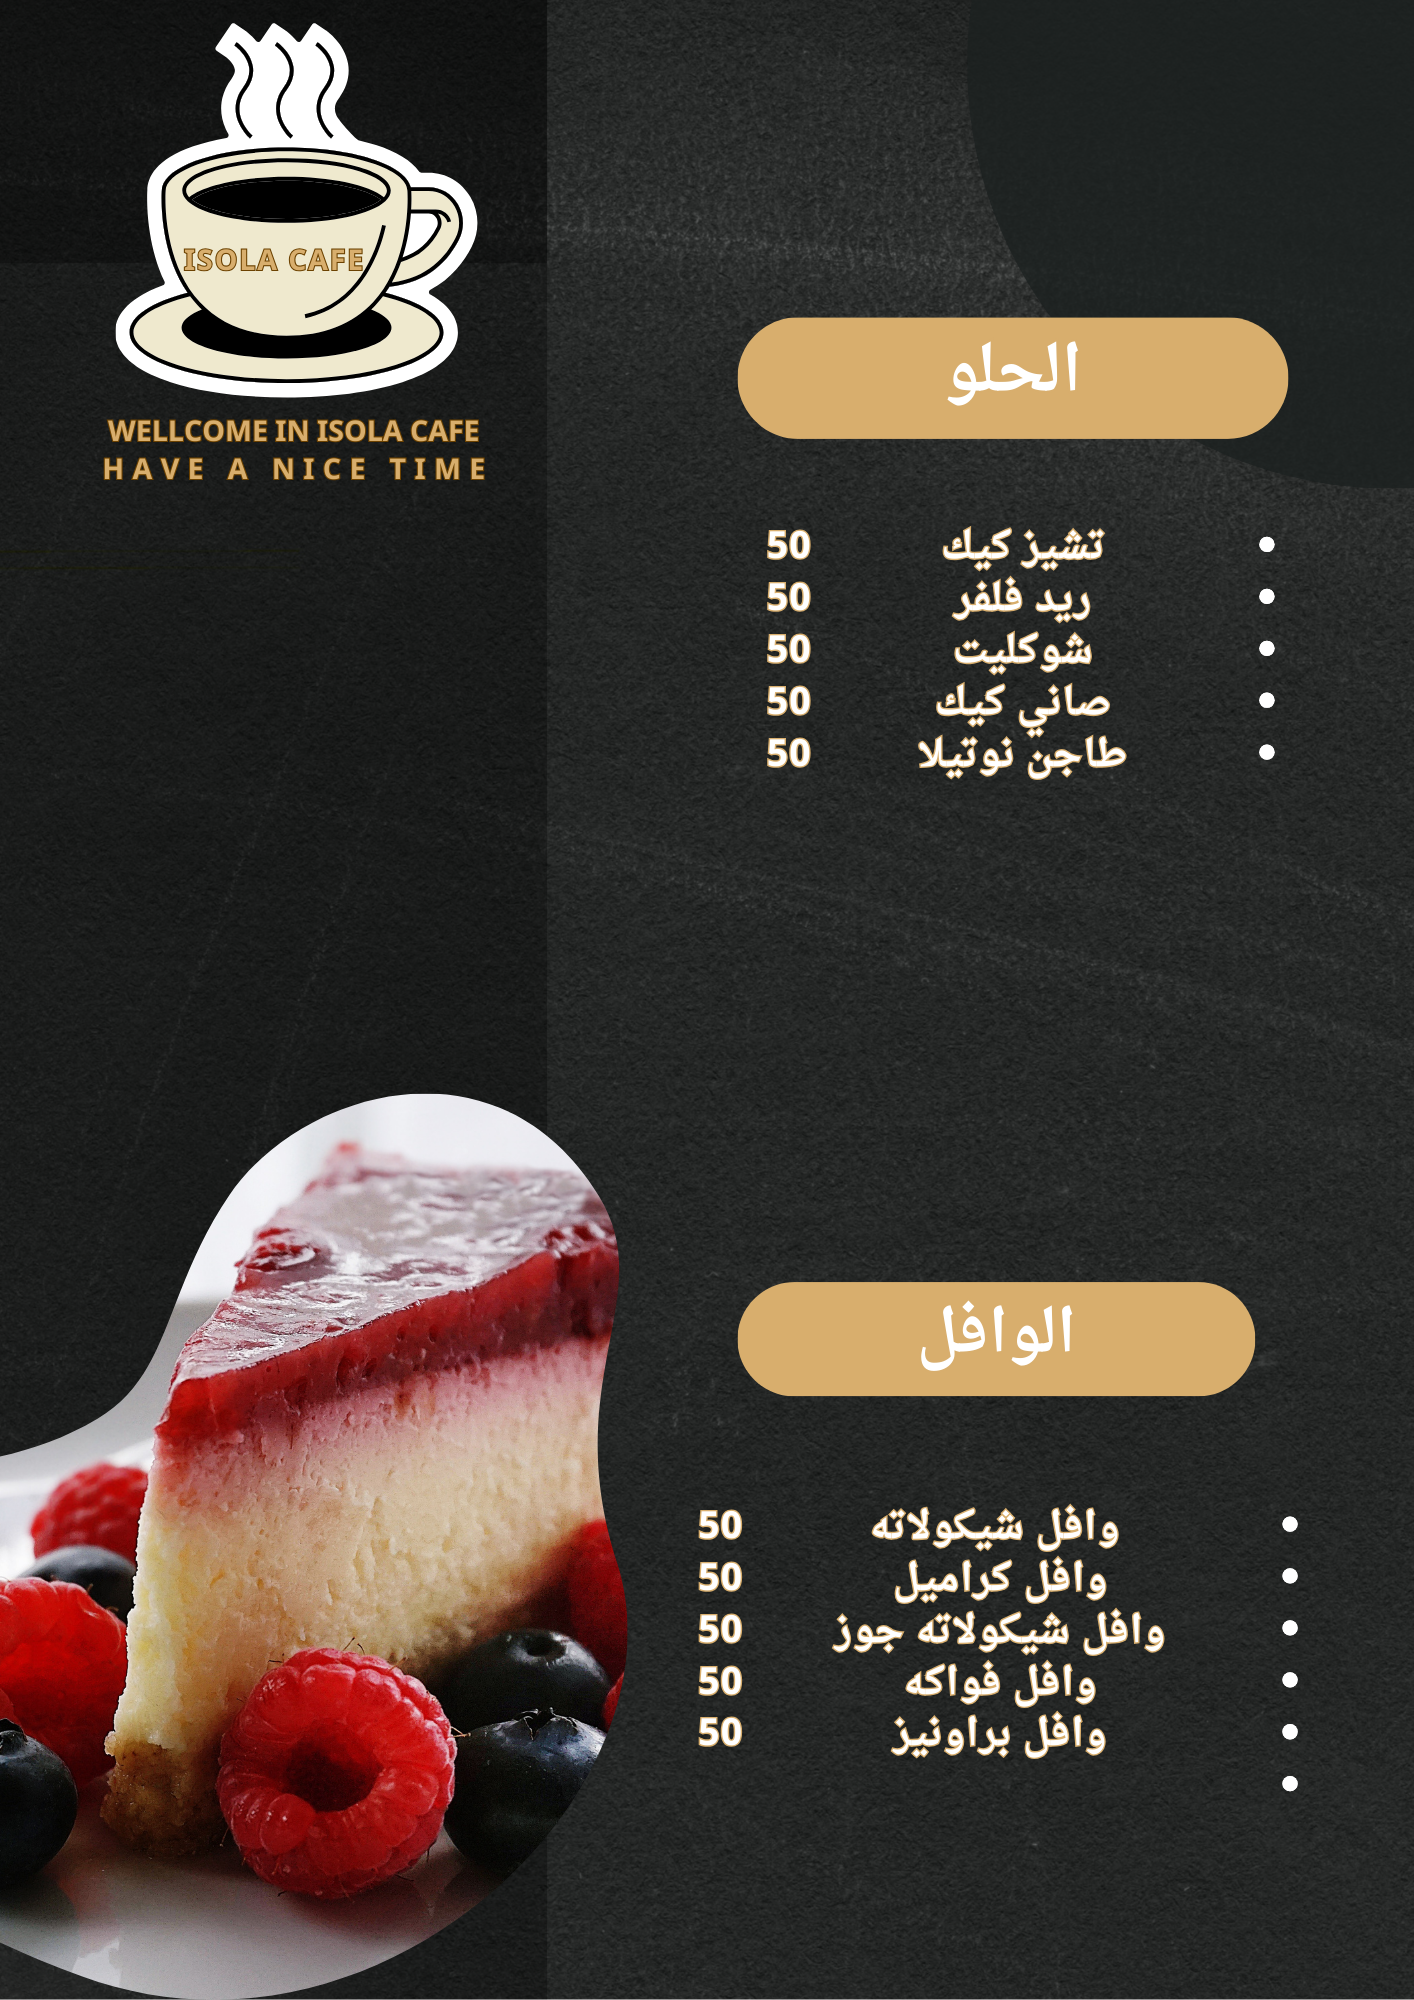 ISOLA CAFE
WELLCOME IN ISOLA CAFE
HAVE A NICE TIME
الحلو
• تشيز كيك 50
• ريد فلفر 50
• شوكليت 50
• صاني كيك 50
• طاجن نوتيلا 50
الوافل
• وافل شيكولاته 50
• وافل كراميل 50
• وافل شيكولاته جوز 50
• وافل فواكه 50
• وافل براونيز 50
•